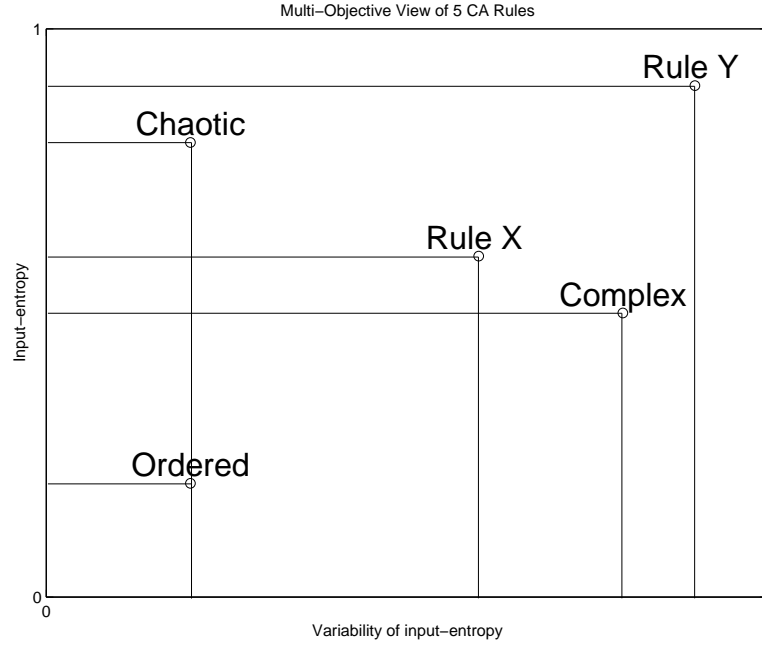 Multi−Objective View of 5 CA Rules
1
Rule Y
Chaotic
Rule X
Complex
Input−entropy
Ordered
0
0
Variability of input−entropy